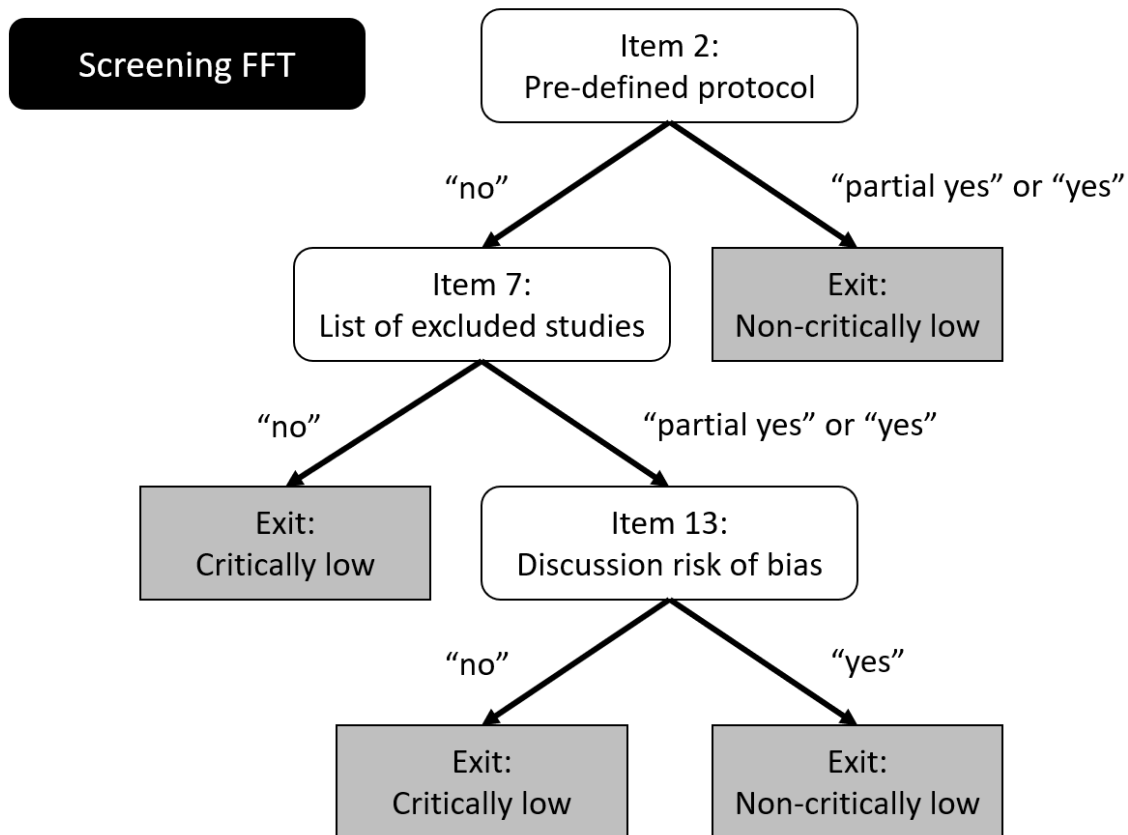 Screening FFT
Item 2:
Pre-defined protocol
“no”
“partial yes” or “yes”
Item 7:
List of excluded studies
Exit:
Non-critically low
“no”
“partial yes” or “yes”
Exit:
Critically low
Item 13:
Discussion risk of bias
“no”
“yes”
Exit:
Critically low
Exit:
Non-critically low